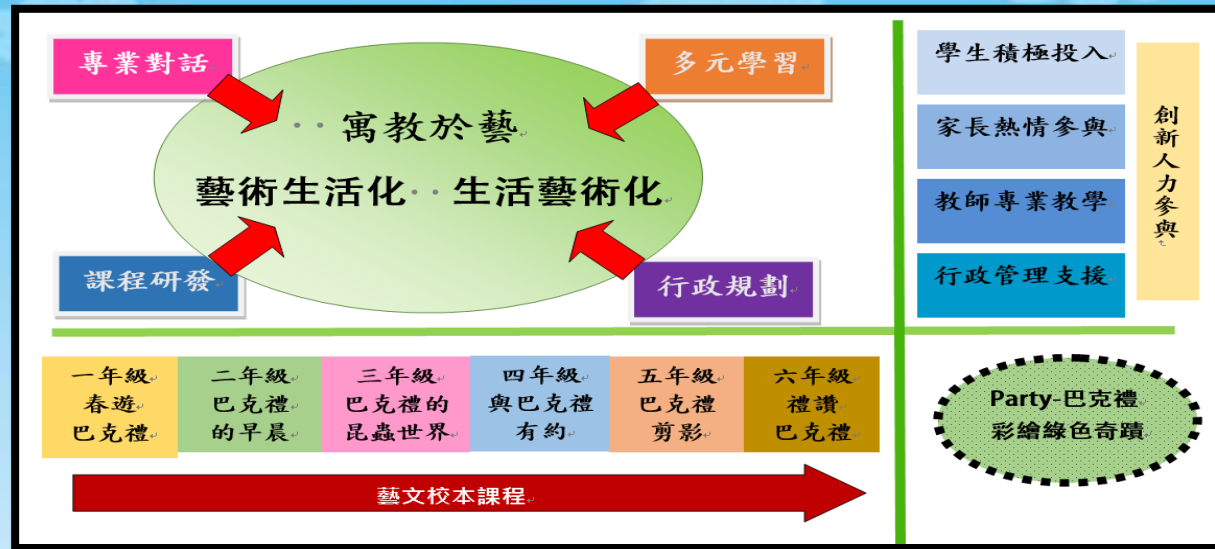 專業對話
多元學習
‧‧寓教於藝
藝術生活化‧‧生活藝術化
課程研發
行政規劃
學生積極投入
家長熱情參與
教師專業教學
行政管理支援
創新人力參與
一年級
春遊
巴克禮
二年級
巴克禮
的早晨
三年級
巴克禮的
昆蟲世界
四年級
與巴克禮
有約
五年級
巴克禮
剪影
六年級
禮讚
巴克禮
藝文校本課程
Party-巴克禮
彩繪綠色奇蹟